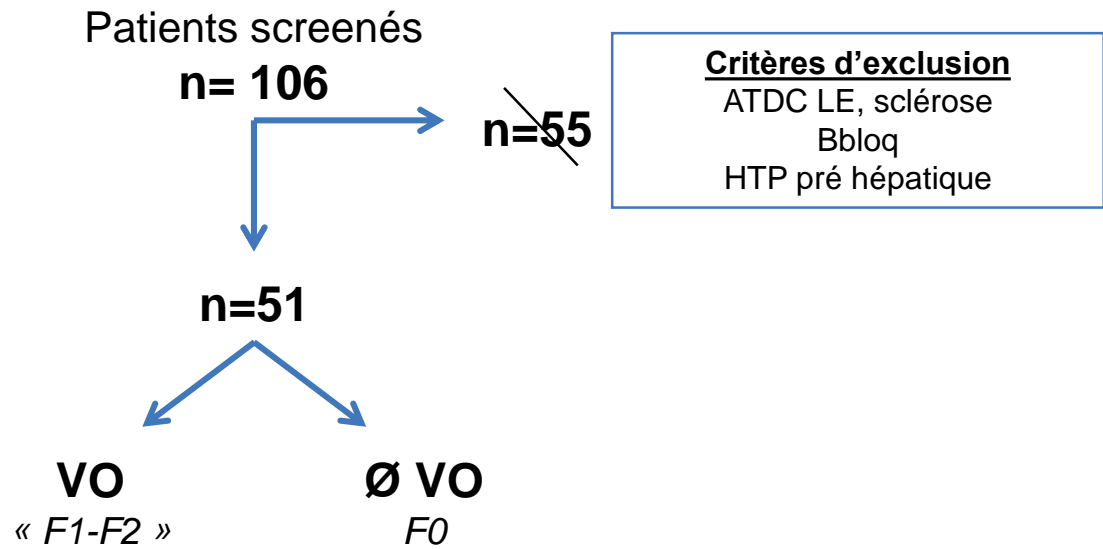 Patients screenés
n= 106
n=55
Critères d’exclusion
ATDC LE, sclérose
Bbloq
HTP pré hépatique
n=51
VO
« F1-F2 »
Ø VO
F0